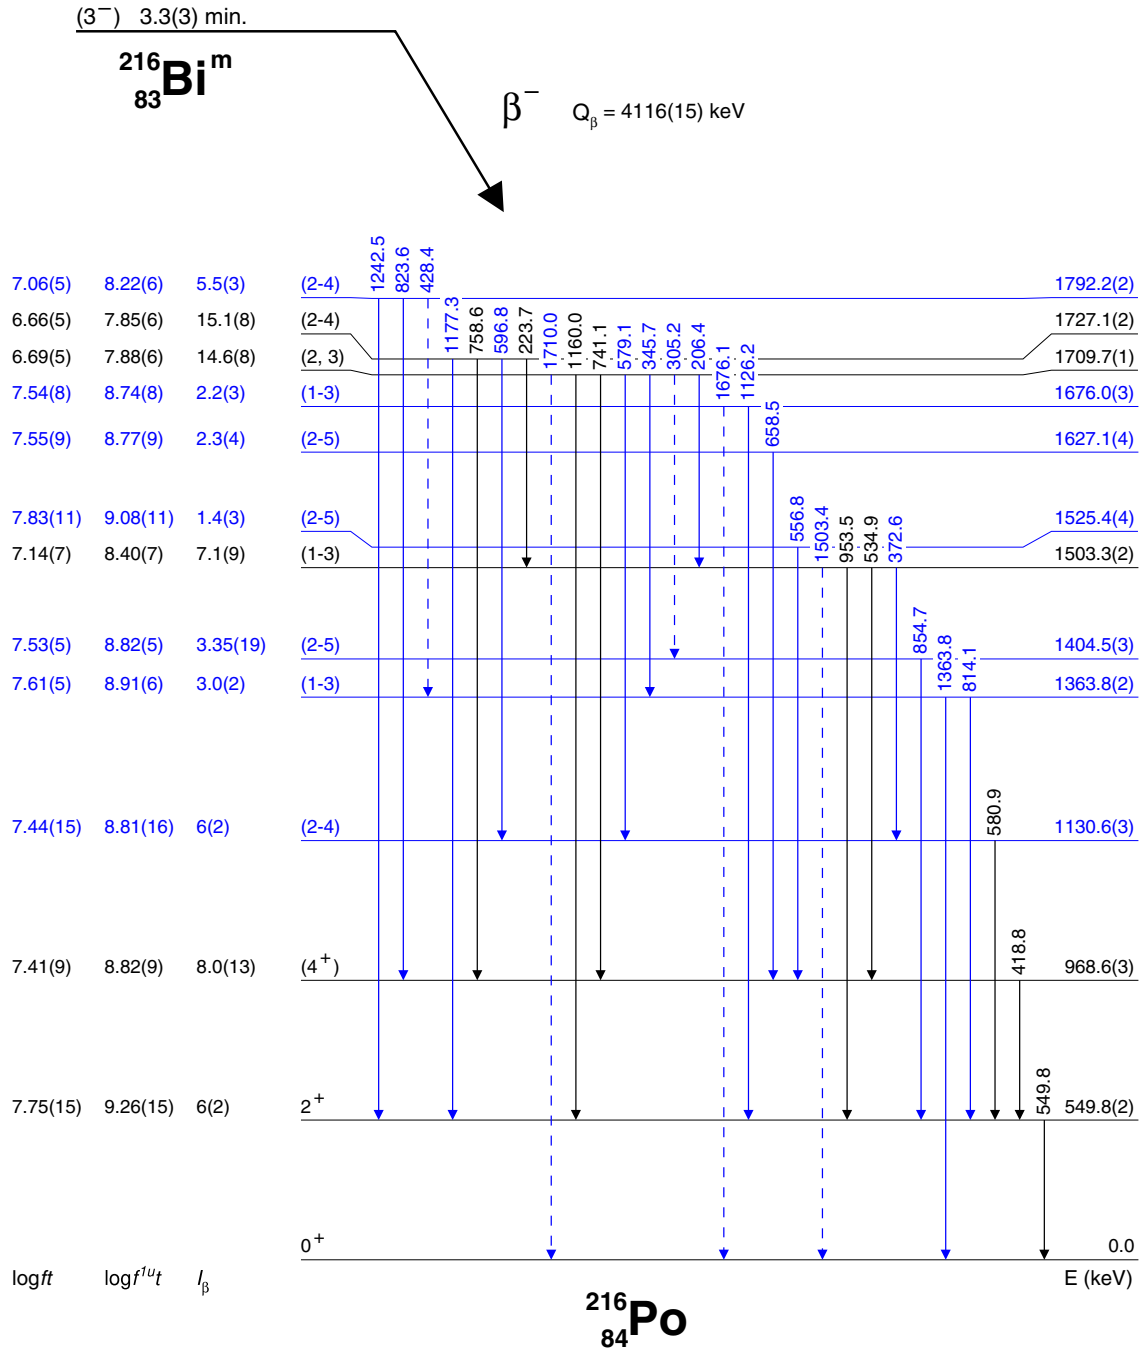 (3⁻) 3.3(3) min.
²¹⁶₈₃Biᵐ
β⁻ Qᵦ = 4116(15) keV
1242.5 823.6 428.4
7.06(5) 8.22(6) 5.5(3) (2-4) 1792.2(2)
1177.3 758.6 596.8 223.7 1710.0 1160.0 741.1 579.1 345.7 305.2 206.4
6.66(5) 7.85(6) 15.1(8) (2-4) 1727.1(2)
6.69(5) 7.88(6) 14.6(8) (2, 3) 1709.7(1)
1676.1 1126.2
7.54(8) 8.74(8) 2.2(3) (1-3) 1676.0(3)
658.5
7.55(9) 8.77(9) 2.3(4) (2-5) 1627.1(4)
556.8 1503.4 953.5 534.9 372.6
7.83(11) 9.08(11) 1.4(3) (2-5) 1525.4(4)
7.14(7) 8.40(7) 7.1(9) (1-3) 1503.3(2)
854.7 1363.8 814.1
7.53(5) 8.82(5) 3.35(19) (2-5) 1404.5(3)
7.61(5) 8.91(6) 3.0(2) (1-3) 1363.8(2)
580.9
7.44(15) 8.81(16) 6(2) (2-4) 1130.6(3)
418.8
7.41(9) 8.82(9) 8.0(13) (4⁺) 968.6(3)
549.8
7.75(15) 9.26(15) 6(2) 2⁺ 549.8(2)
0⁺ 0.0
logft logf¹ᵘt Iᵦ E (keV)
²¹⁶₈₄Po